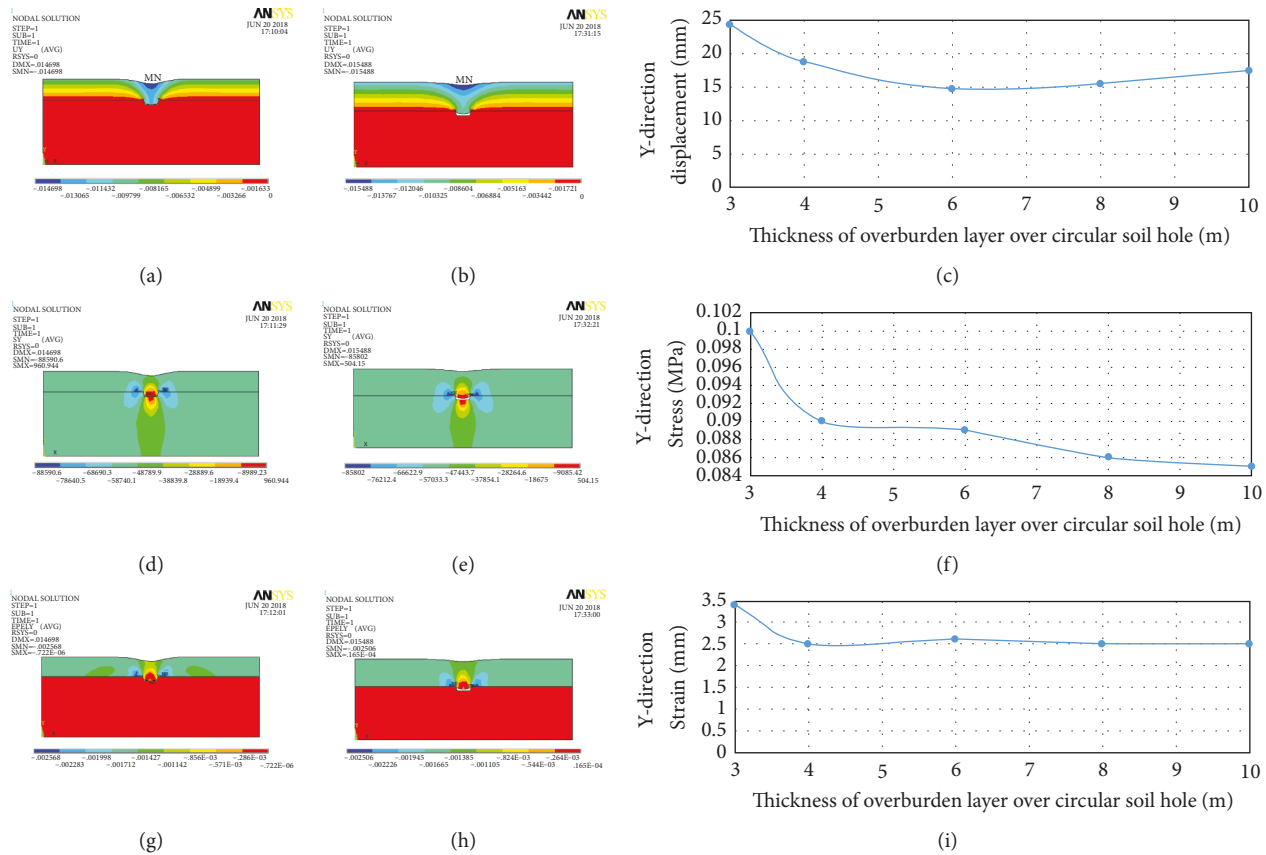 1
NODAL SOLUTION
STEP=1
SUB=1
TIME=1
UY (AVG)
RSYS=0
DMX=.014698
SMN=-.014698
ANSYS
JUN 20 2018
17:10:04
MN
Y
X
-.014698 -.011432 -.008165 -.004899 -.001633
-.013065 -.009799 -.006532 -.003266 0
(a)
1
NODAL SOLUTION
STEP=1
SUB=1
TIME=1
UY (AVG)
RSYS=0
DMX=.015488
SMN=-.015488
ANSYS
JUN 20 2018
17:31:15
MN
X
-.015488 -.012046 -.008604 -.005163 -.001721
-.013767 -.010325 -.006884 -.003442 0
(b)
25
20
15
10
5
0
Y-direction
displacement (mm)
3 4 5 6 7 8 9 10
Thickness of overburden layer over circular soil hole (m)
(c)
1
NODAL SOLUTION
STEP=1
SUB=1
TIME=1
SY (AVG)
RSYS=0
DMX=.014698
SMN=-88590.6
SMX=960.944
ANSYS
JUN 20 2018
17:11:29
X
-88590.6 -68690.3 -48789.9 -28889.6 -8989.23
-78640.5 -58740.1 -38839.8 -18939.4 960.944
(d)
1
NODAL SOLUTION
STEP=1
SUB=1
TIME=1
SY (AVG)
RSYS=0
DMX=.015488
SMN=-85802
SMX=504.15
ANSYS
JUN 20 2018
17:32:21
X
-85802 -66622.9 -47443.7 -28264.6 -9085.42
-76212.4 -57033.3 -37854.1 -18675 504.15
(e)
0.102
0.1
0.098
0.096
0.094
0.092
0.09
0.088
0.086
0.084
Y-direction
Stress (MPa)
3 4 5 6 7 8 9 10
Thickness of overburden layer over circular soil hole (m)
(f)
1
NODAL SOLUTION
STEP=1
SUB=1
TIME=1
EPELY (AVG)
RSYS=0
DMX=.014698
SMN=-.002568
SMX=-.722E-06
ANSYS
JUN 20 2018
17:12:01
Y
X
-.002568 -.001998 -.001427 -.856E-03 -.286E-03
-.002283 -.001712 -.001142 -.571E-03 -.722E-06
(g)
1
NODAL SOLUTION
STEP=1
SUB=1
TIME=1
EPELY (AVG)
RSYS=0
DMX=.015488
SMN=-.002506
SMX=.165E-04
ANSYS
JUN 20 2018
17:33:00
-.002506 -.001945 -.001385 -.824E-03 -.264E-03
-.002226 -.001665 -.001105 -.544E-03 .165E-04
(h)
3.5
3
2.5
2
1.5
1
0.5
0
Y-direction
Strain (mm)
3 4 5 6 7 8 9 10
Thickness of overburden layer over circular soil hole (m)
(i)